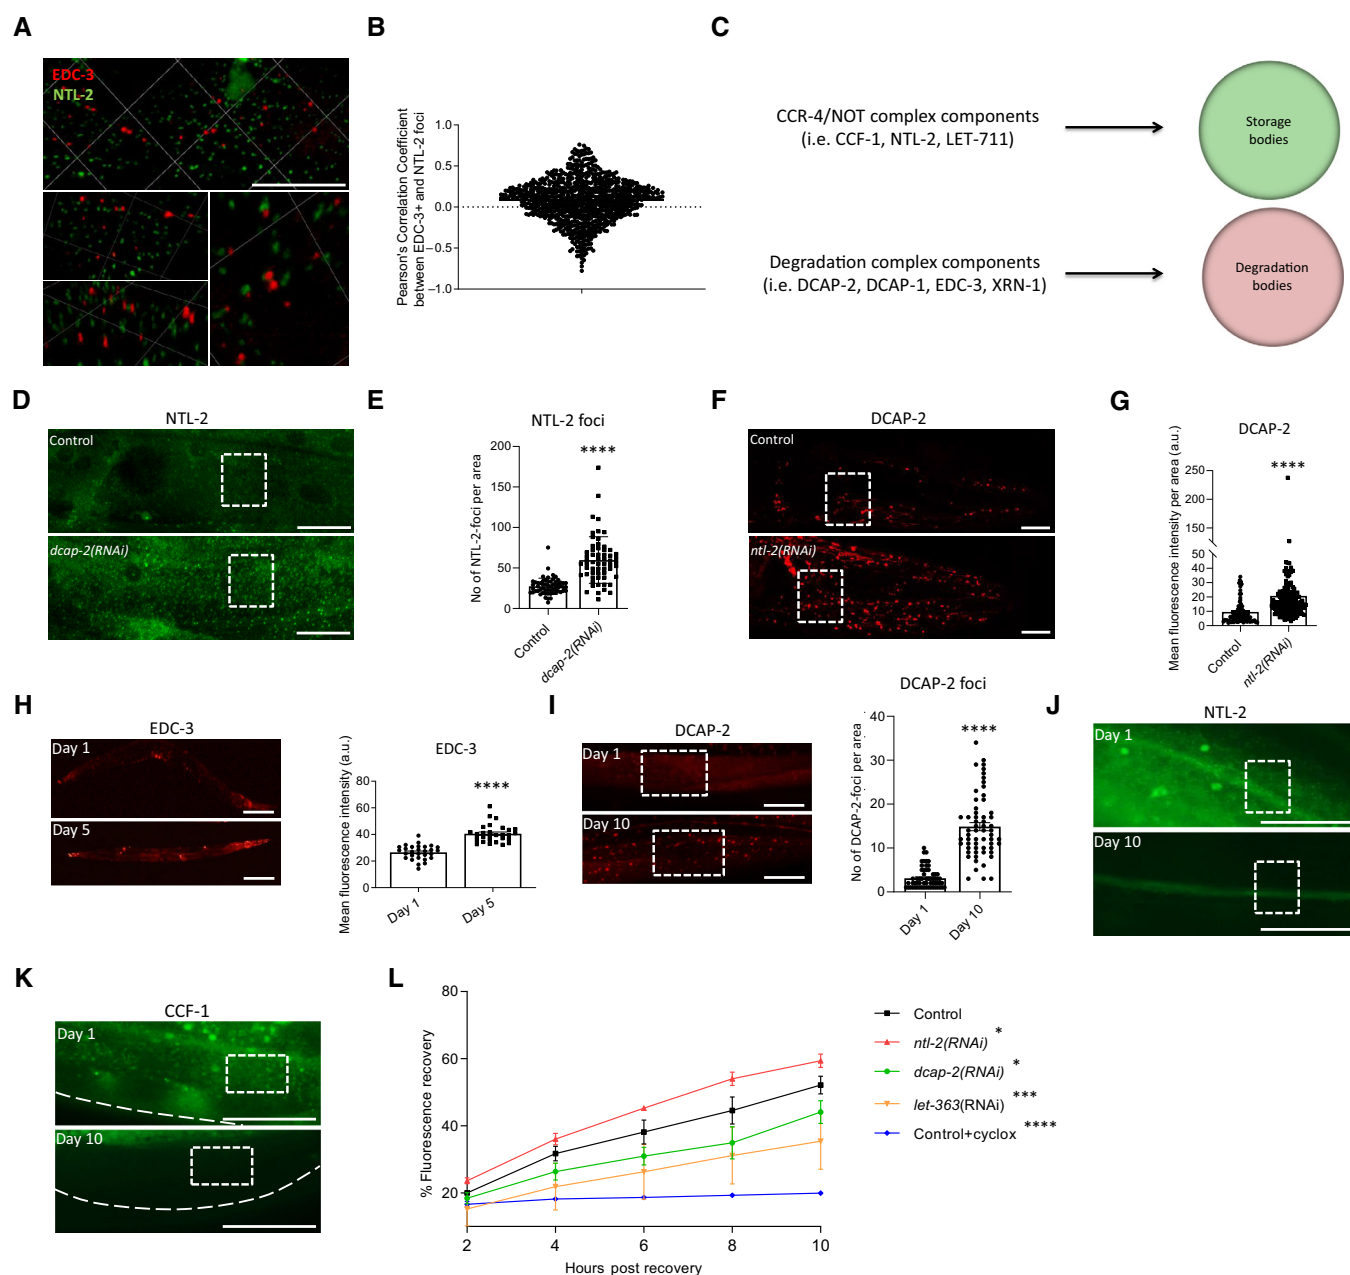 A
EDC-3
NTL-2
B
Pearson's Correlation Coefficient
between EDC-3+ and NTL-2 foci
1.0
0.5
0.0
−0.5
−1.0
C
CCR-4/NOT complex components
(i.e. CCF-1, NTL-2, LET-711)
Storage
bodies
Degradation complex components
(i.e. DCAP-2, DCAP-1, EDC-3, XRN-1)
Degradation
bodies
D
NTL-2
Control
dcap-2(RNAi)
E
NTL-2 foci
No of NTL-2-foci per area
200
150
100
50
0
****
Control
dcap-2(RNAi)
F
DCAP-2
Control
ntl-2(RNAi)
G
DCAP-2
Mean fluorescence intensity per area (a.u.)
250
200
150
50
40
30
20
10
0
****
Control
ntl-2(RNAi)
H
EDC-3
Day 1
Day 5
EDC-3
Mean fluorescence intensity (a.u.)
80
60
40
20
0
****
Day 1
Day 5
I
DCAP-2
Day 1
Day 10
DCAP-2 foci
No of DCAP-2-foci per area
40
30
20
10
0
****
Day 1
Day 10
J
NTL-2
Day 1
Day 10
K
CCF-1
Day 1
Day 10
L
% Fluorescence recovery
80
60
40
20
2
4
6
8
10
Hours post recovery
Control
ntl-2(RNAi) *
dcap-2(RNAi) *
let-363(RNAi) ***
Control+cyclox ****